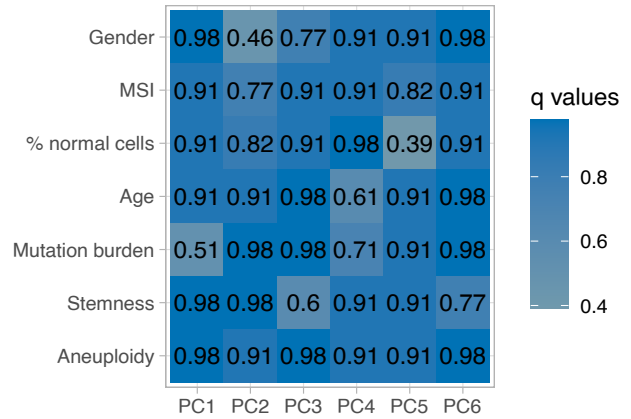 Gender 0.98 0.46 0.77 0.91 0.91 0.98
MSI 0.91 0.77 0.91 0.91 0.82 0.91
% normal cells 0.91 0.82 0.91 0.98 0.39 0.91
Age 0.91 0.91 0.98 0.61 0.91 0.98
Mutation burden 0.51 0.98 0.98 0.71 0.91 0.98
Stemness 0.98 0.98 0.6 0.91 0.91 0.77
Aneuploidy 0.98 0.91 0.98 0.91 0.91 0.98
PC1 PC2 PC3 PC4 PC5 PC6
q values
0.8
0.6
0.4